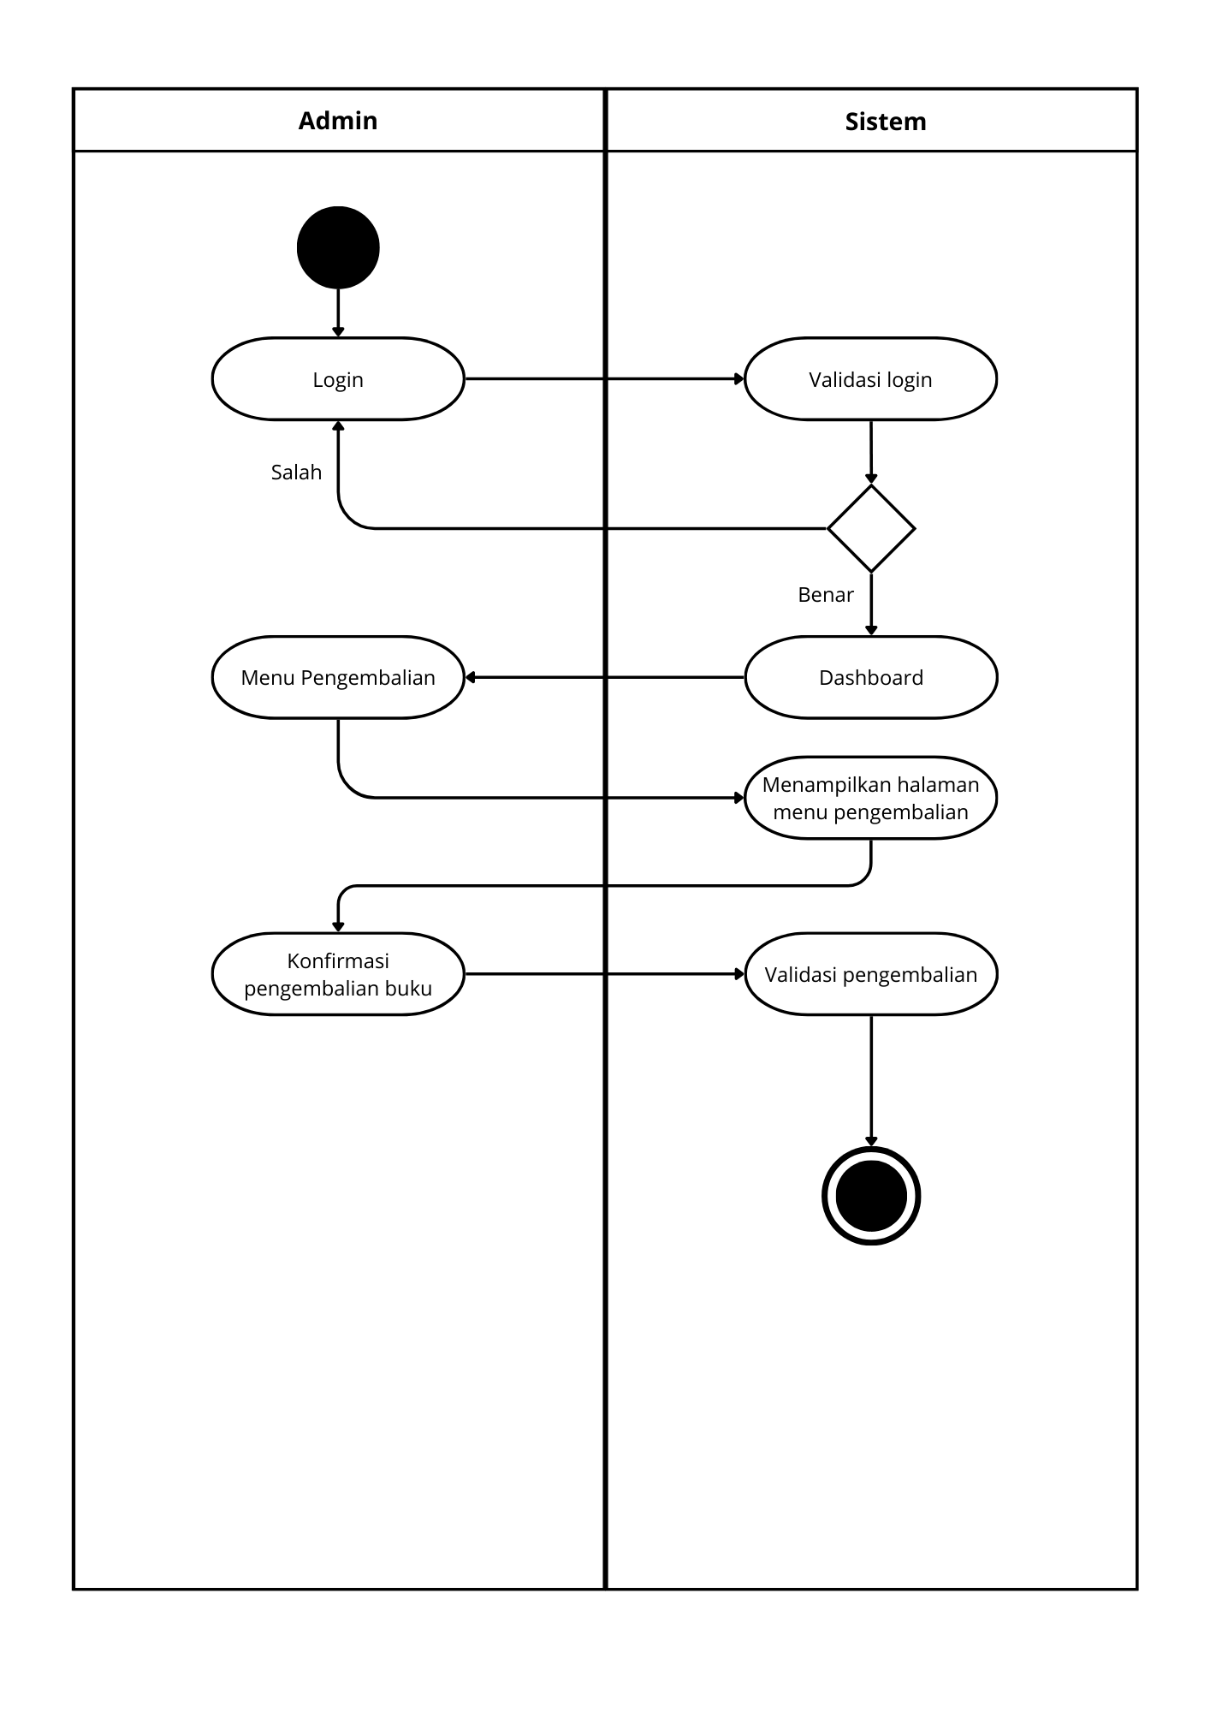 Admin
Sistem
Login
Validasi login
Salah
Benar
Menu Pengembalian
Dashboard
Menampilkan halaman
menu pengembalian
Konfirmasi
pengembalian buku
Validasi pengembalian